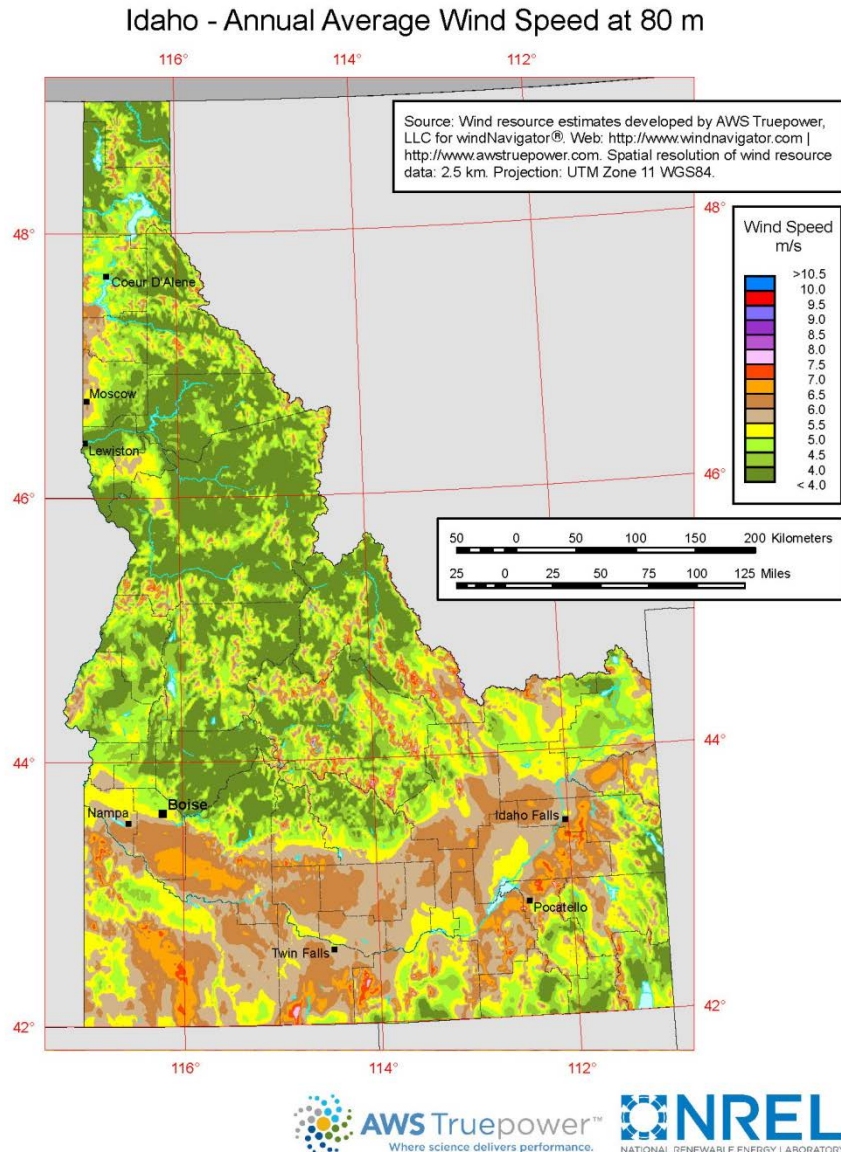 Idaho - Annual Average Wind Speed at 80 m
116° 114° 112°
Source: Wind resource estimates developed by AWS Truepower,
LLC for windNavigator®. Web: http://www.windnavigator.com |
http://www.awstruepower.com. Spatial resolution of wind resource
data: 2.5 km. Projection: UTM Zone 11 WGS84.
48° 48°
Wind Speed
m/s
>10.5
10.0
9.5
9.0
8.5
8.0
7.5
7.0
6.5
6.0
5.5
5.0
4.5
4.0
< 4.0
Coeur D'Alene
Moscow
Lewiston
46° 46°
50 0 50 100 150 200 Kilometers
25 0 25 50 75 100 125 Miles
44° 44°
Boise
Nampa
Idaho Falls
Pocatello
Twin Falls
42° 42°
116° 114° 112°
AWS Truepower™
Where science delivers performance.
NREL
NATIONAL RENEWABLE ENERGY LABORATORY